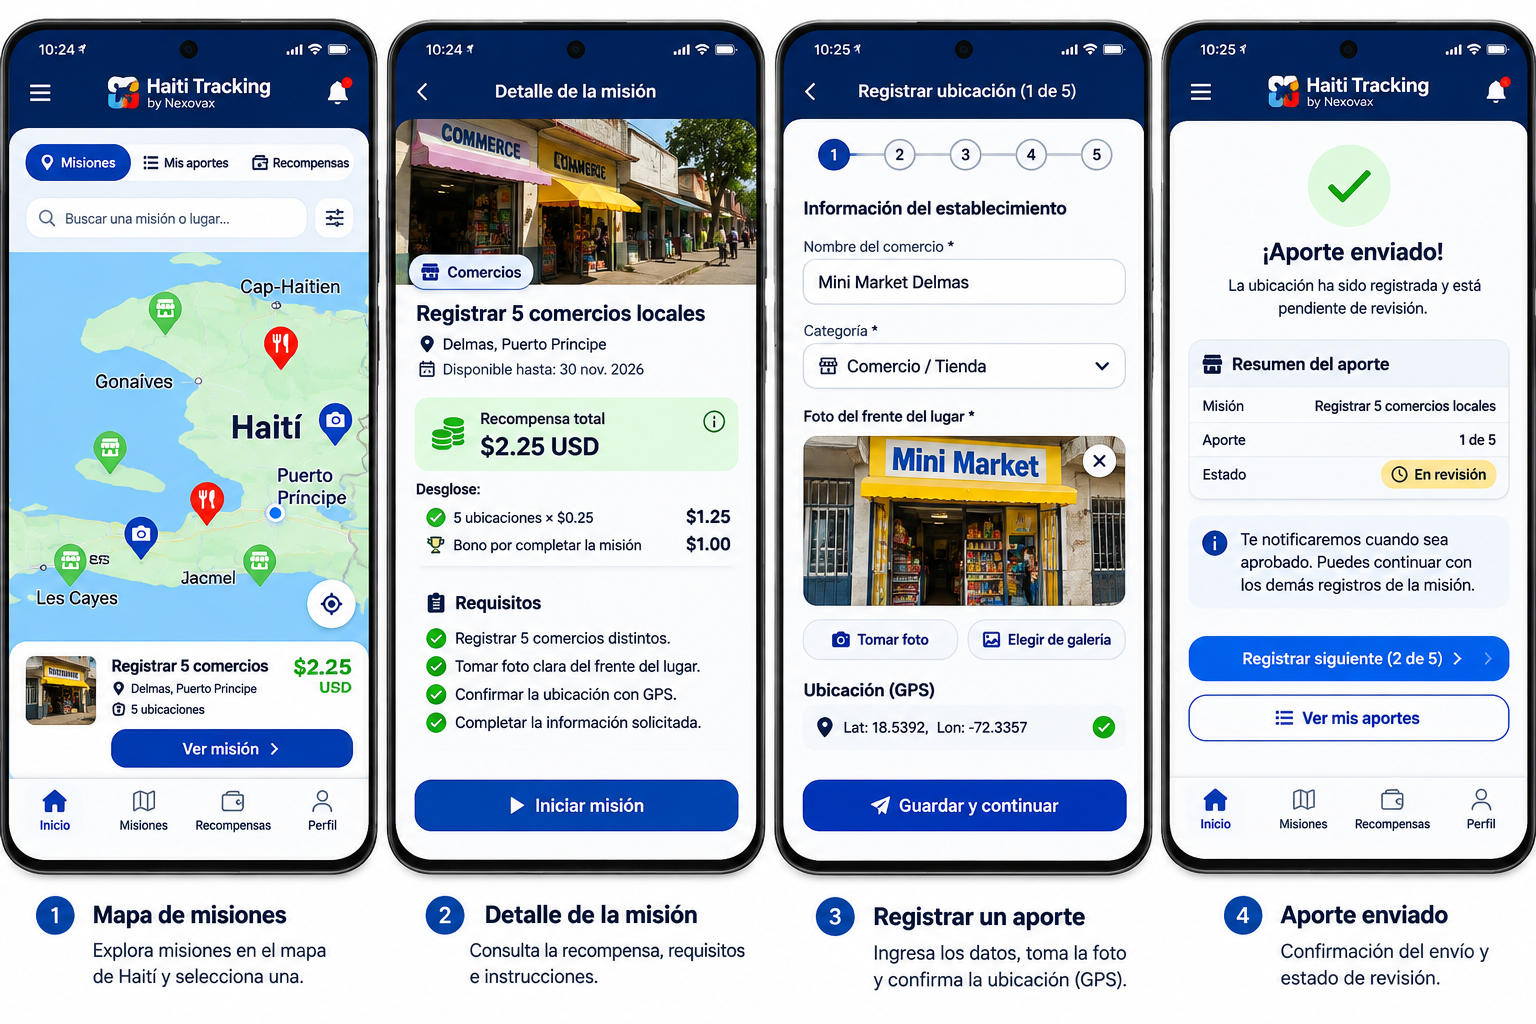 10:24
Haiti Tracking
by Nexovax
Misiones
Mis aportes
Recompensas
Buscar una misión o lugar...
Cap-Haitien
Gonaives
Haití
Puerto
Príncipe
Jacmel
Les Cayes
Registrar 5 comercios
$2.25
USD
Delmas, Puerto Principe
5 ubicaciones
Ver misión
Inicio
Misiones
Recompensas
Perfil
1
Mapa de misiones
Explora misiones en el mapa
de Haití y selecciona una.
10:24
Detalle de la misión
COMMERCE
COMMERCE
Comercios
Registrar 5 comercios locales
Delmas, Puerto Príncipe
Disponible hasta: 30 nov. 2026
Recompensa total
$2.25 USD
Desglose:
5 ubicaciones × $0.25
$1.25
Bono por completar la misión
$1.00
Requisitos
Registrar 5 comercios distintos.
Tomar foto clara del frente del lugar.
Confirmar la ubicación con GPS.
Completar la información solicitada.
Iniciar misión
2
Detalle de la misión
Consulta la recompensa, requisitos
e instrucciones.
10:25
Registrar ubicación (1 de 5)
1 2 3 4 5
Información del establecimiento
Nombre del comercio *
Mini Market Delmas
Categoría *
Comercio / Tienda
Foto del frente del lugar *
Mini Market
Tomar foto
Elegir de galería
Ubicación (GPS)
Lat: 18.5392, Lon: -72.3357
Guardar y continuar
3
Registrar un aporte
Ingresa los datos, toma la foto
y confirma la ubicación (GPS).
10:25
Haiti Tracking
by Nexovax
¡Aporte enviado!
La ubicación ha sido registrada y está
pendiente de revisión.
Resumen del aporte
Misión
Registrar 5 comercios locales
Aporte
1 de 5
Estado
En revisión
Te notificaremos cuando sea
aprobado. Puedes continuar con
los demás registros de la misión.
Registrar siguiente (2 de 5)
Ver mis aportes
Inicio
Misiones
Recompensas
Perfil
4
Aporte enviado
Confirmación del envío y
estado de revisión.